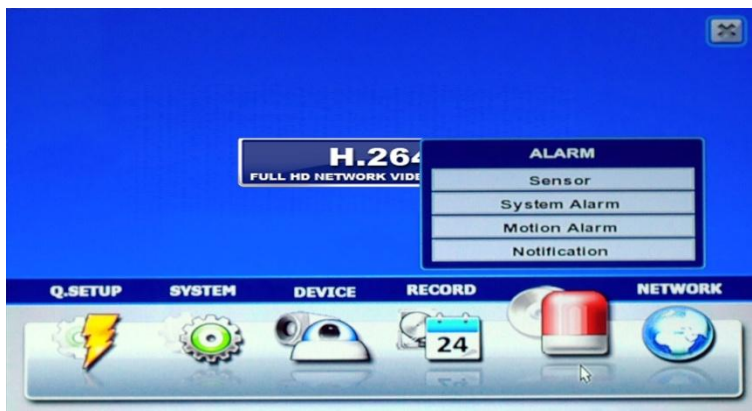 H.264
FULL HD NETWORK VIDE
ALARM
Sensor
System Alarm
Motion Alarm
Notification
Q.SETUP SYSTEM DEVICE RECORD NETWORK
24